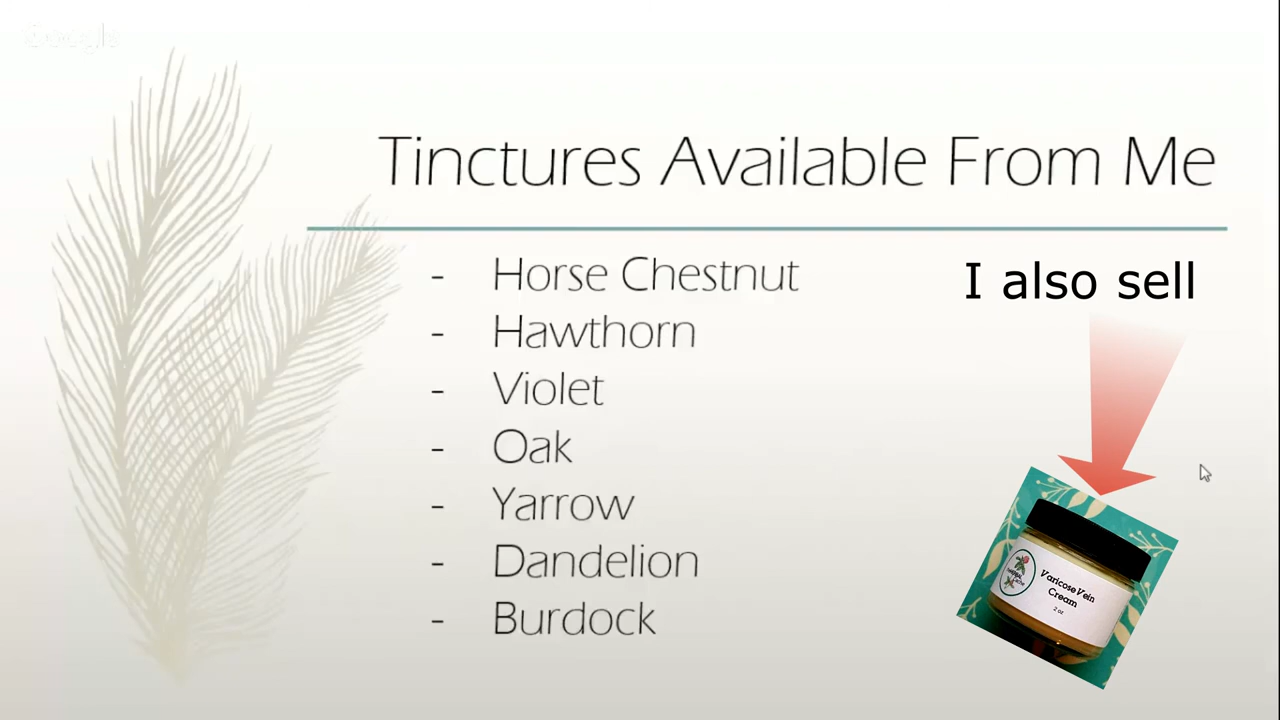 Google
Tinctures Available From Me
- Horse Chestnut
- Hawthorn
- Violet
- Oak
- Yarrow
- Dandelion
- Burdock
I also sell
Varicose Vein
Cream
2 oz